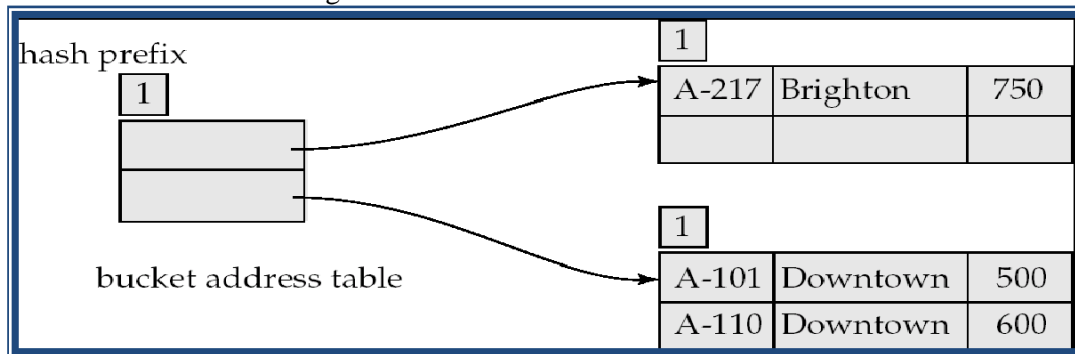 hash prefix
1
bucket address table
1
A-217 Brighton 750
1
A-101 Downtown 500
A-110 Downtown 600